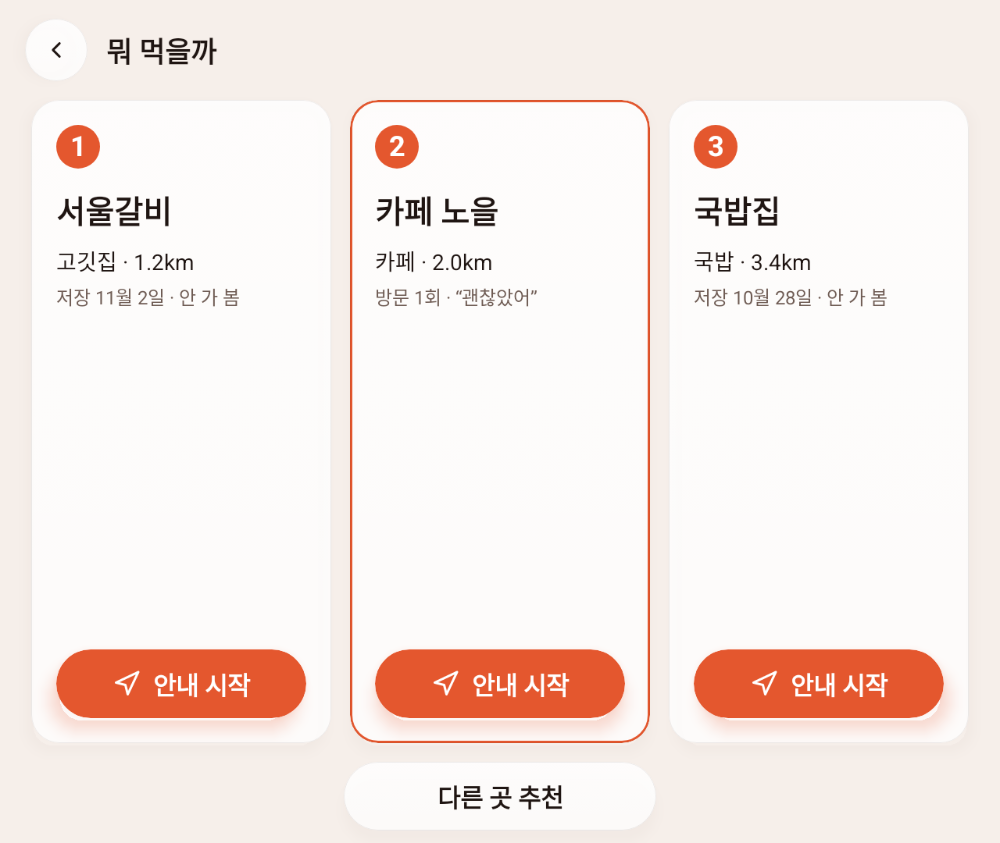 뭐 먹을까
1
서울갈비
고깃집 · 1.2km
저장 11월 2일 · 안 가 봄
안내 시작
2
카페 노을
카페 · 2.0km
방문 1회 · “괜찮았어”
안내 시작
3
국밥집
국밥 · 3.4km
저장 10월 28일 · 안 가 봄
안내 시작
다른 곳 추천